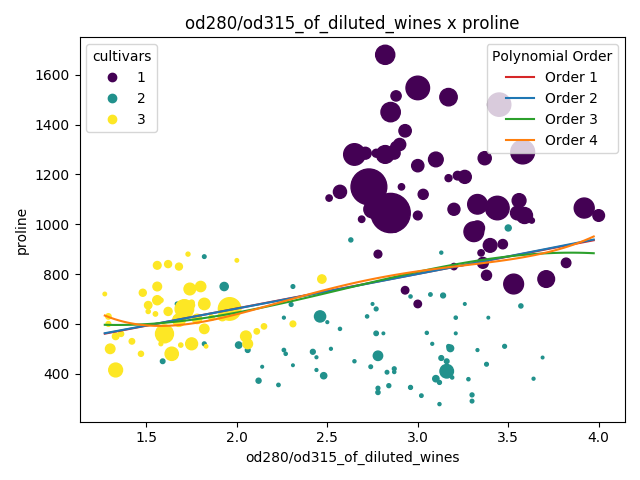 od280/od315_of_diluted_wines x proline
cultivars
1
2
3
Polynomial Order
Order 1
Order 2
Order 3
Order 4
proline
1600
1400
1200
1000
800
600
400
1.5 2.0 2.5 3.0 3.5 4.0
od280/od315_of_diluted_wines